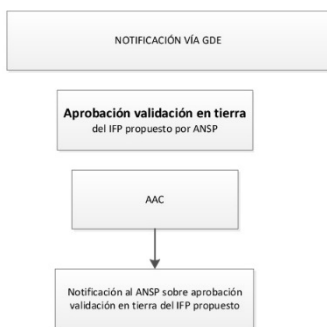 NOTIFICACIÓN VÍA GDE
Aprobación validación en tierra
del IFP propuesto por ANSP
AAC
Notificación al ANSP sobre aprobación
validación en tierra del IFP propuesto